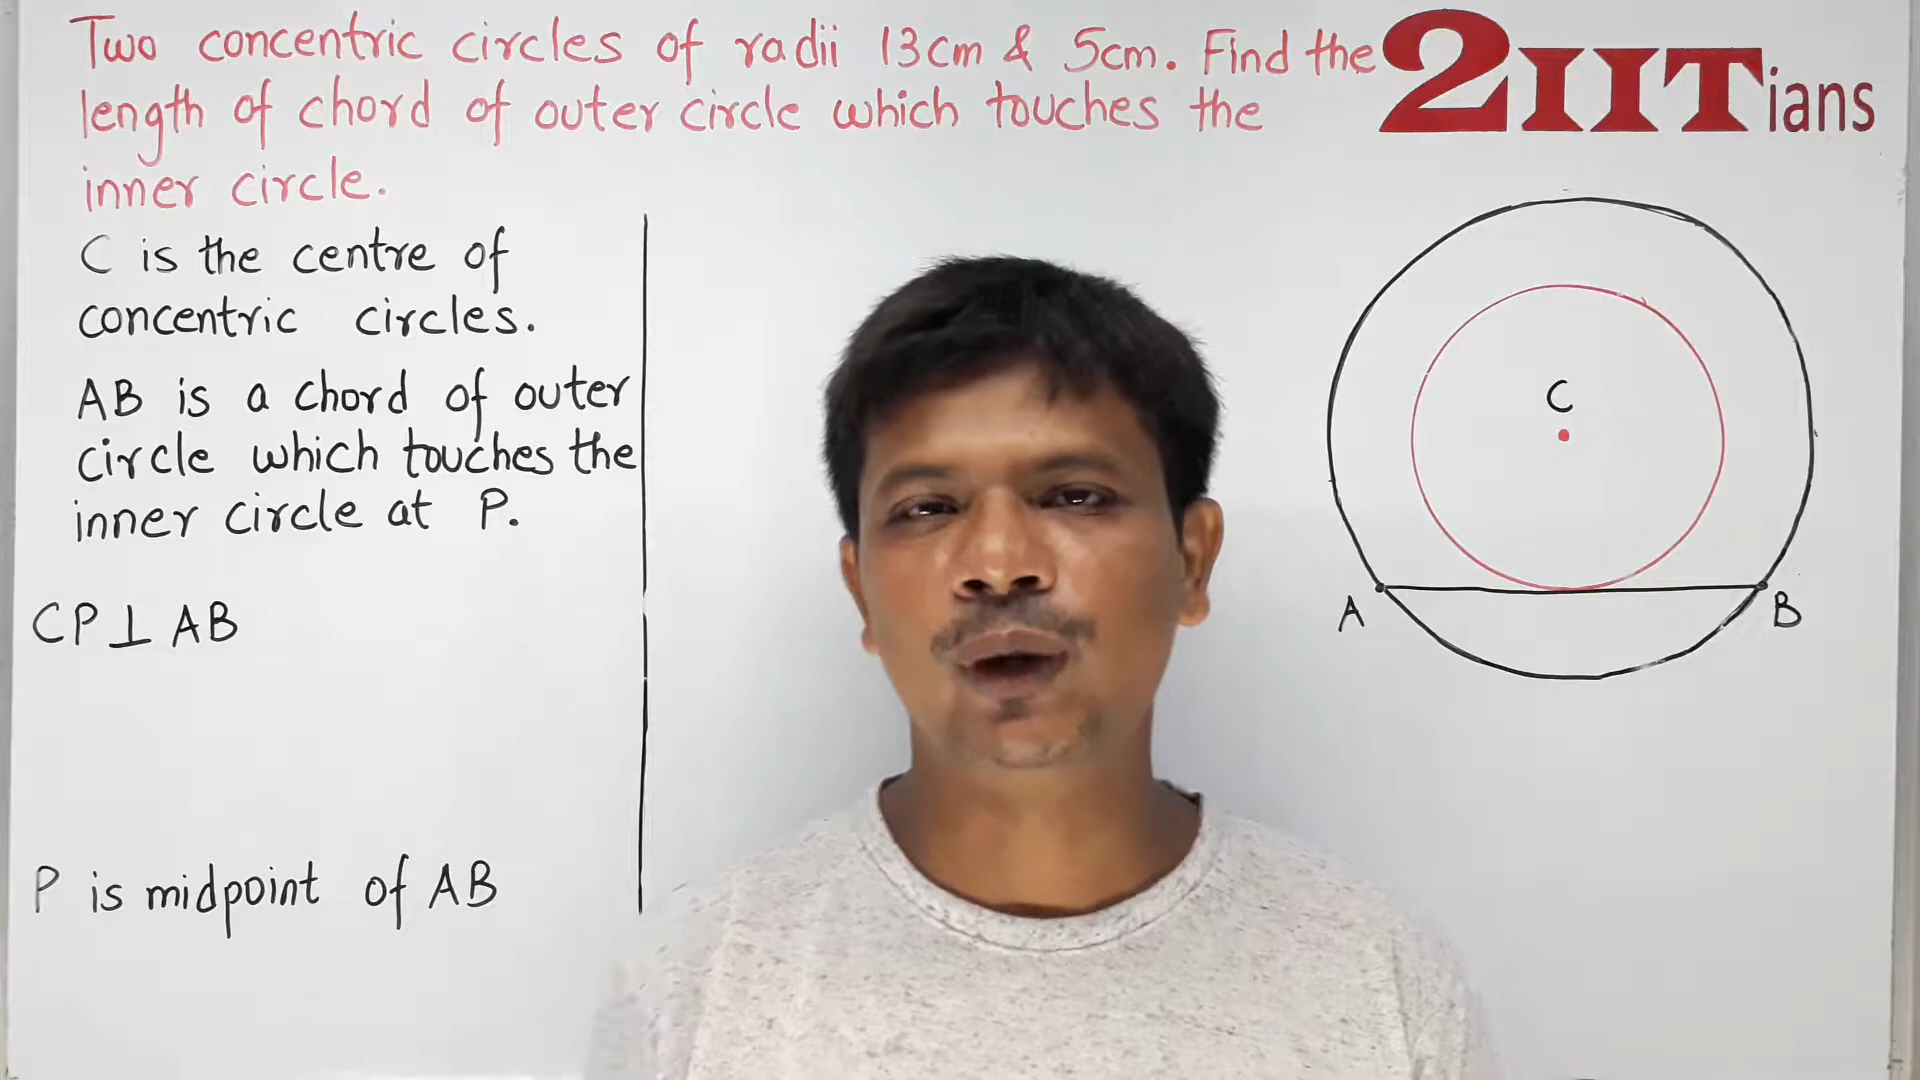 Two concentric circles of radii 13cm & 5cm. Find the
length of chord of outer circle which touches the
inner circle.
2IITians
C is the centre of
concentric circles.
AB is a chord of outer
circle which touches the
inner circle at P.
CP⊥AB
P is midpoint of AB
C
A
B